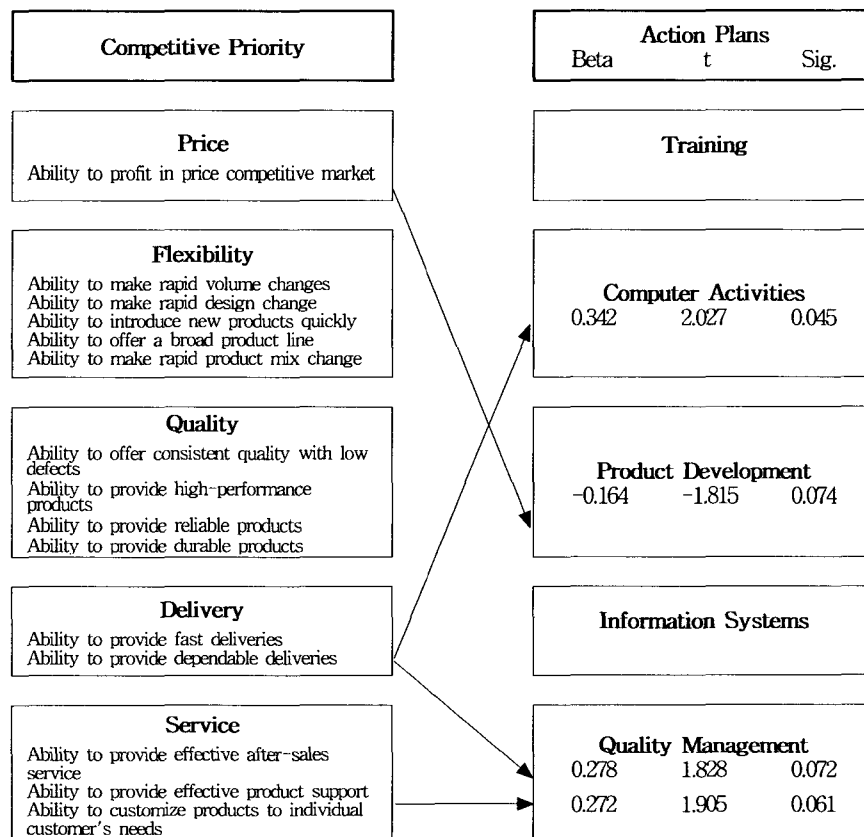 Competitive Priority
Action Plans
Beta t Sig.
Price
Ability to profit in price competitive market
Training
Flexibility
Ability to make rapid volume changes
Ability to make rapid design change
Ability to introduce new products quickly
Ability to offer a broad product line
Ability to make rapid product mix change
Computer Activities
0.342 2.027 0.045
Quality
Ability to offer consistent quality with low
defects
Ability to provide high-performance
products
Ability to provide reliable products
Ability to provide durable products
Product Development
-0.164 -1.815 0.074
Delivery
Ability to provide fast deliveries
Ability to provide dependable deliveries
Information Systems
Service
Ability to provide effective after-sales
service
Ability to provide effective product support
Ability to customize products to individual
customer's needs
Quality Management
0.278 1.828 0.072
0.272 1.905 0.061